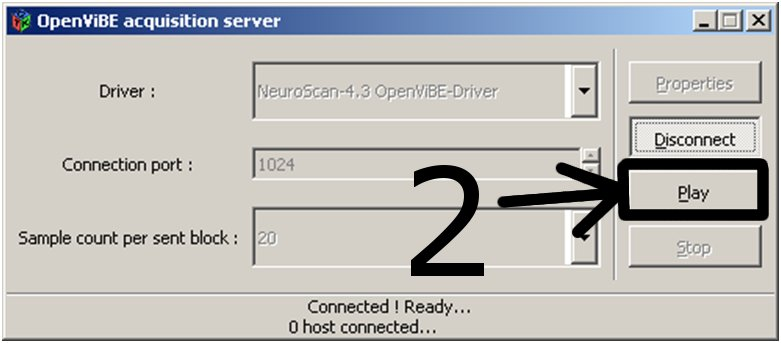 OpenViBE acquisition server
Driver :
NeuroScan-4.3 OpenViBE-Driver
Properties
Disconnect
Connection port :
1024
2
Play
Sample count per sent block :
20
Stop
Connected ! Ready...
0 host connected...